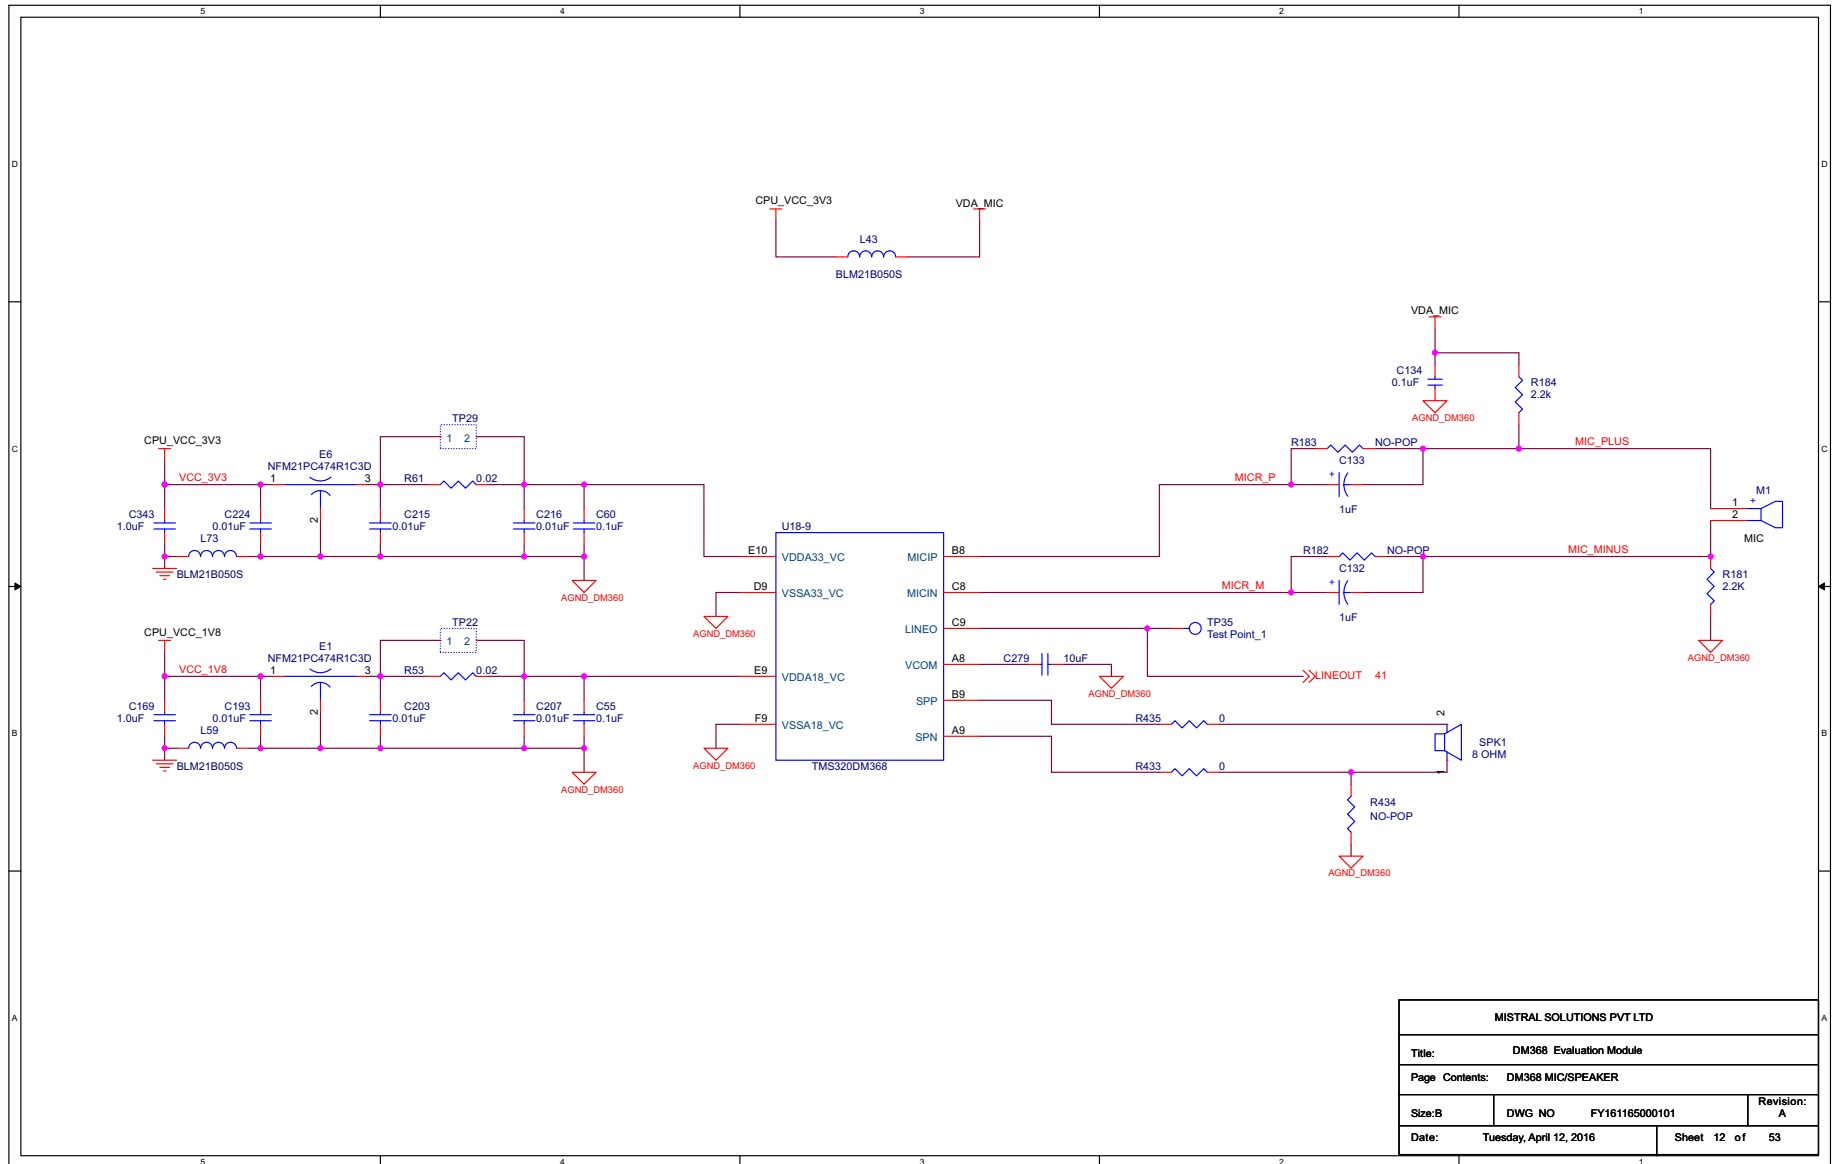 5 4 3 2 1
D D
C C
B B
A A
CPU_VCC_3V3
VDA_MIC
L43
BLM21B050S
VDA_MIC
C134
0.1uF
AGND_DM360
R184
2.2k
TP29
1 2
CPU_VCC_3V3
VCC_3V3
E6
NFM21PC474R1C3D
1 3
2
R61 0.02
C343
1.0uF
C224
0.01uF
L73
BLM21B050S
C215
0.01uF
C216
0.01uF
C60
0.1uF
AGND_DM360
R183 NO-POP
C133
+
1uF
MICR_P
MIC_PLUS
M1
1 +
2
MIC
R182 NO-POP
C132
+
1uF
MICR_M
MIC_MINUS
R181
2.2K
AGND_DM360
U18-9
E10 VDDA33_VC
D9 VSSA33_VC
E9 VDDA18_VC
F9 VSSA18_VC
MICIP B8
MICIN C8
LINEO C9
VCOM A8
SPP B9
SPN A9
TMS320DM368
AGND_DM360
AGND_DM360
TP35
Test Point_1
C279 10uF
AGND_DM360
LINEOUT 41
CPU_VCC_1V8
VCC_1V8
TP22
1 2
E1
NFM21PC474R1C3D
1 3
2
R53 0.02
C169
1.0uF
C193
0.01uF
L59
BLM21B050S
C203
0.01uF
C207
0.01uF
C55
0.1uF
AGND_DM360
R435 0
R433 0
2
1
SPK1
8 OHM
R434
NO-POP
AGND_DM360
MISTRAL SOLUTIONS PVT LTD
Title: DM368 Evaluation Module
Page Contents: DM368 MIC/SPEAKER
Size:B DWG NO FY161165000101 Revision: A
Date: Tuesday, April 12, 2016 Sheet 12 of 53
5 4 3 2 1